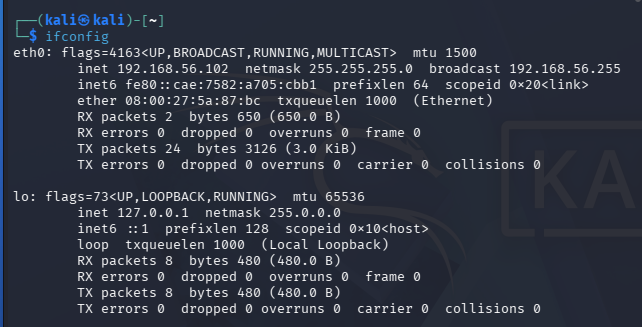 ┌──(kali㉿kali)-[~]
└─$ ifconfig
eth0: flags=4163<UP,BROADCAST,RUNNING,MULTICAST>  mtu 1500
        inet 192.168.56.102  netmask 255.255.255.0  broadcast 192.168.56.255
        inet6 fe80::cae:7582:a705:cbb1  prefixlen 64  scopeid 0×20<link>
        ether 08:00:27:5a:87:bc  txqueuelen 1000  (Ethernet)
        RX packets 2  bytes 650 (650.0 B)
        RX errors 0  dropped 0  overruns 0  frame 0
        TX packets 24  bytes 3126 (3.0 KiB)
        TX errors 0  dropped 0 overruns 0  carrier 0  collisions 0

lo: flags=73<UP,LOOPBACK,RUNNING>  mtu 65536
        inet 127.0.0.1  netmask 255.0.0.0
        inet6 ::1  prefixlen 128  scopeid 0×10<host>
        loop  txqueuelen 1000  (Local Loopback)
        RX packets 8  bytes 480 (480.0 B)
        RX errors 0  dropped 0  overruns 0  frame 0
        TX packets 8  bytes 480 (480.0 B)
        TX errors 0  dropped 0 overruns 0  carrier 0  collisions 0
KA